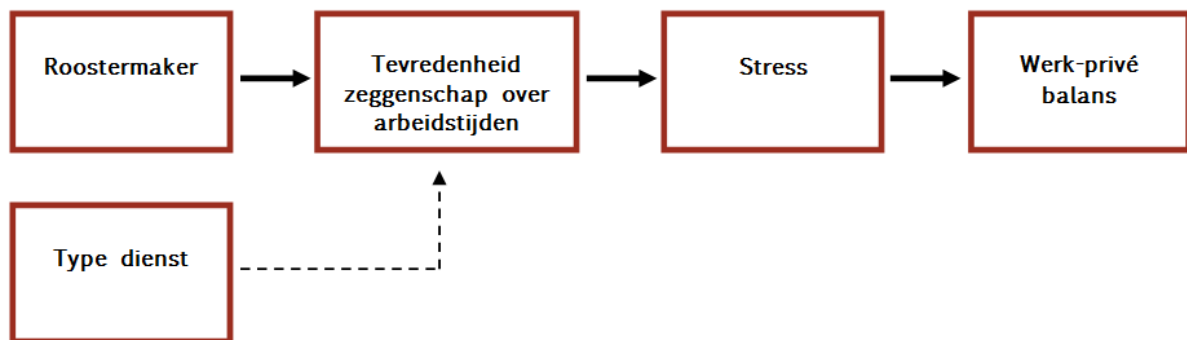 Roostermaker
Tevredenheid
zeggenschap over
arbeidstijden
Stress
Werk-privé
balans
Type dienst